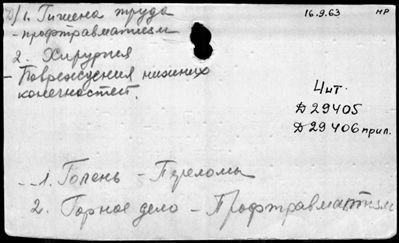 1. Гигиена труда
16.9.63
НР
- профтравматизм
2. Хирургия
- Повреждения нижних
конечностей.
Чит.
Д 29405
Д 29406 прил.
1. Голень - Переломы
2. Горное дело - Профтравматизм